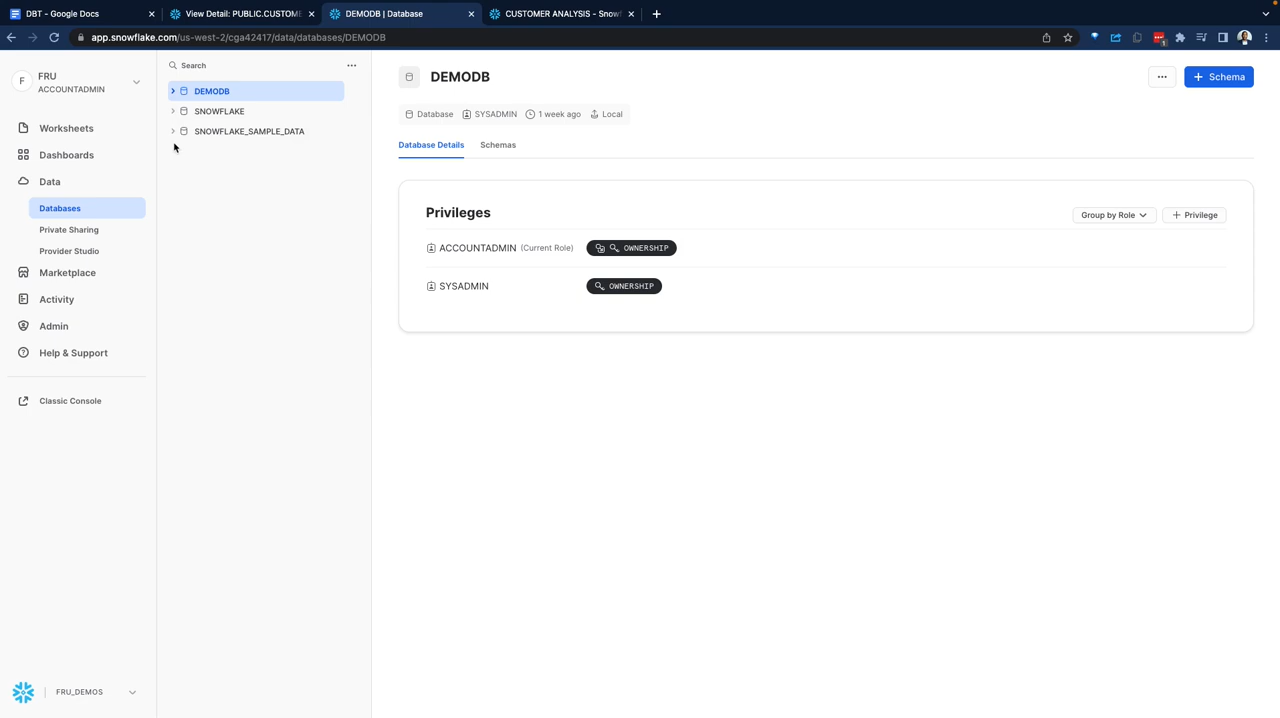 DBT - Google Docs
View Detail: PUBLIC.CUSTOME
DEMODB | Database
CUSTOMER ANALYSIS - Snowf
app.snowflake.com/us-west-2/cga42417/data/databases/DEMODB
1
F
FRU
ACCOUNTADMIN
Worksheets
Dashboards
Data
Databases
Private Sharing
Provider Studio
Marketplace
Activity
Admin
Help & Support
Classic Console
FRU_DEMOS
Search
DEMODB
SNOWFLAKE
SNOWFLAKE_SAMPLE_DATA
DEMODB
Schema
Database SYSADMIN 1 week ago Local
Database Details Schemas
Privileges
Group by Role Privilege
ACCOUNTADMIN (Current Role) OWNERSHIP
SYSADMIN OWNERSHIP